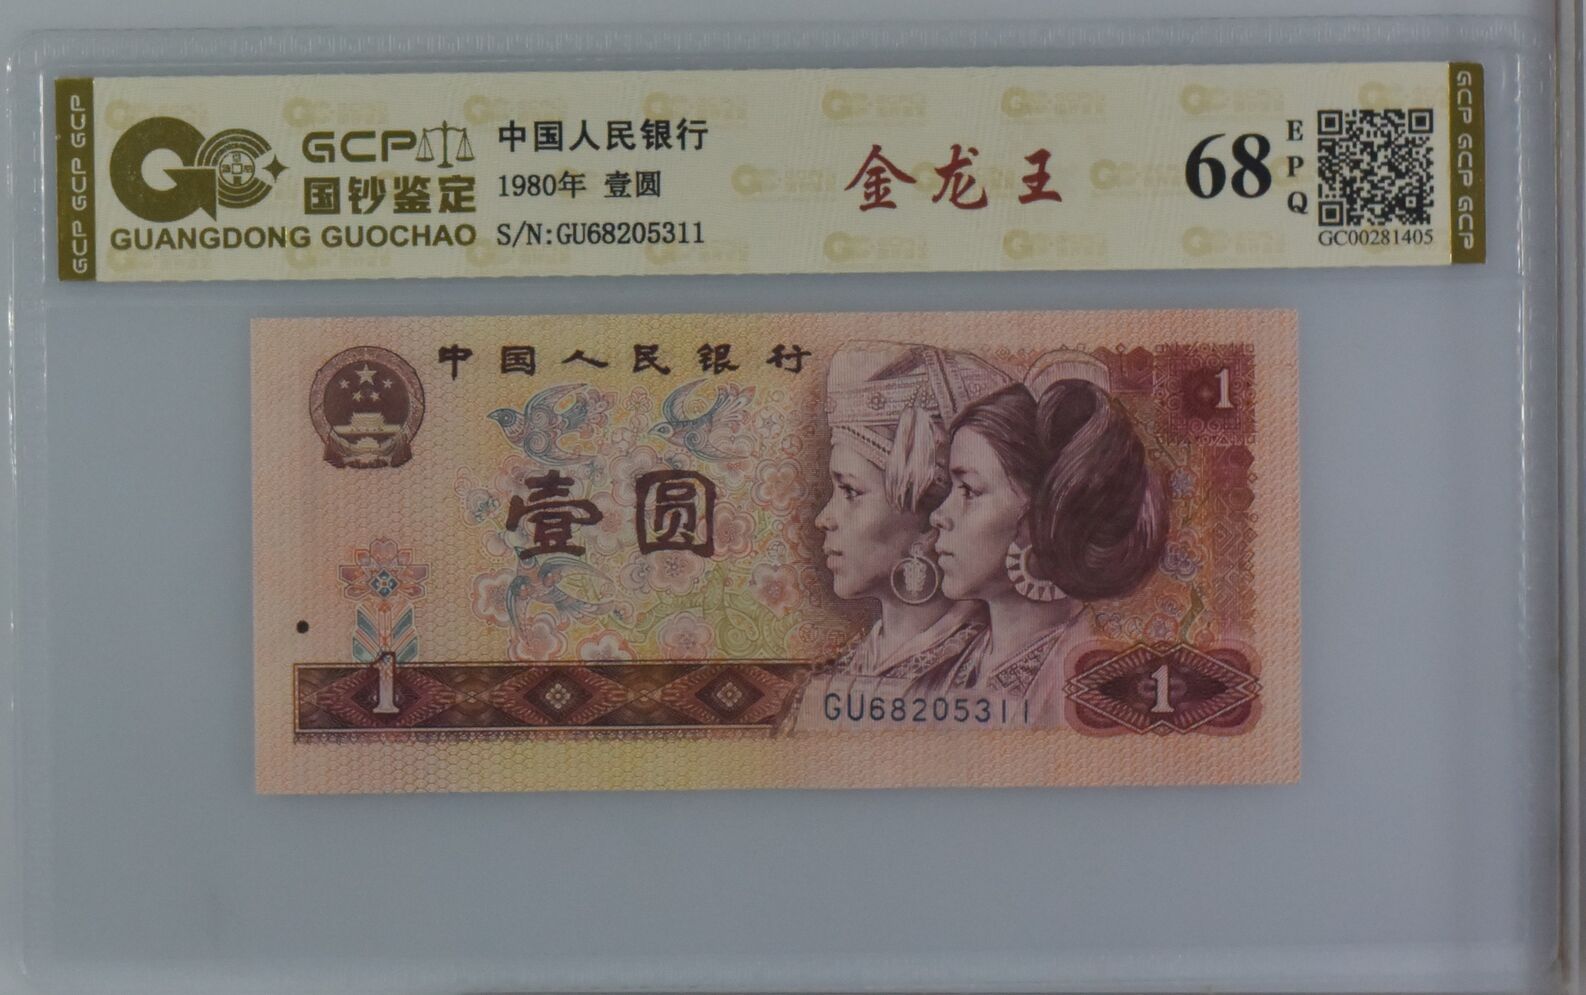 GCP GCP GCP
GCP
国钞鉴定
GUANGDONG GUOCHAO
中国人民银行
1980年 壹圆
S/N:GU68205311
金龙王
68
EPQ
GC00281405
GCP GCP GCP
中国人民银行
1
壹圆
1
GU68205311
1